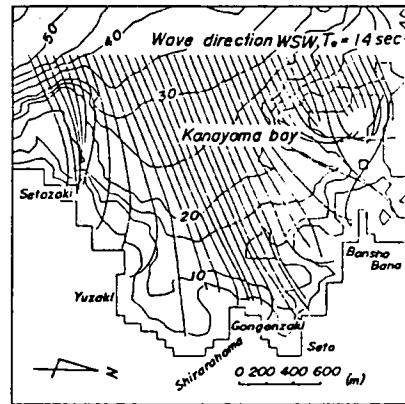 50
40
Wave direction WSW, To = 14 sec
30
Kanayama bay
Setozaki
20
Bansho
Bana
10
Yuzaki
Gongenzaki
Seto
Shirarahama
N
0 200 400 600 (m)